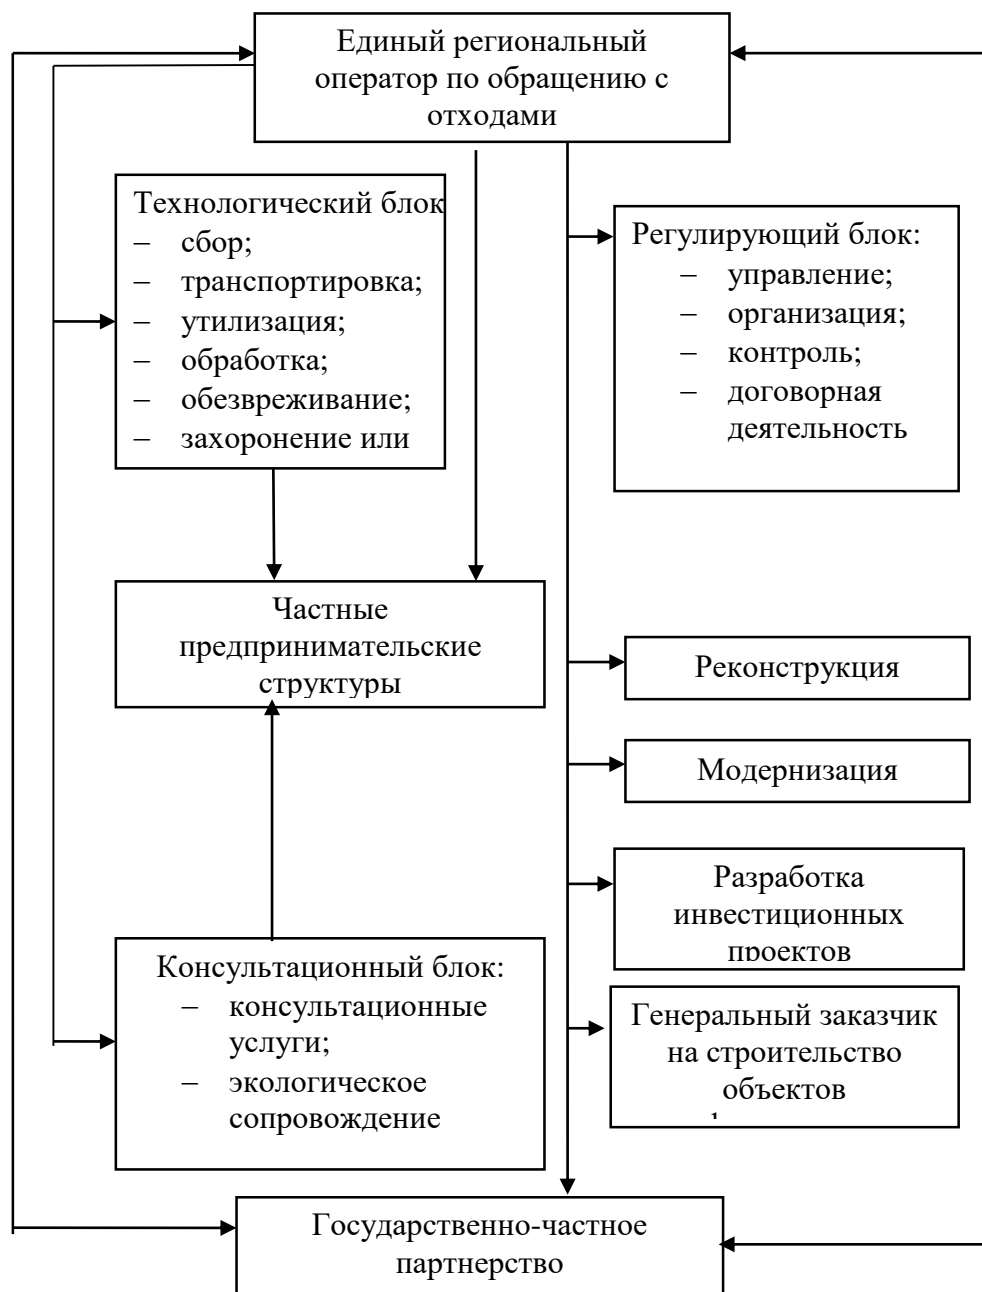 Единый региональный
оператор по обращению с
отходами
Технологический блок
– сбор;
– транспортировка;
– утилизация;
– обработка;
– обезвреживание;
– захоронение или
Регулирующий блок:
– управление;
– организация;
– контроль;
– договорная
деятельность
Частные
предпринимательские
структуры
Реконструкция
Модернизация
Разработка
инвестиционных
проектов
Консультационный блок:
– консультационные
услуги;
– экологическое
сопровождение
Генеральный заказчик
на строительство
объектов
Государственно-частное
партнерство